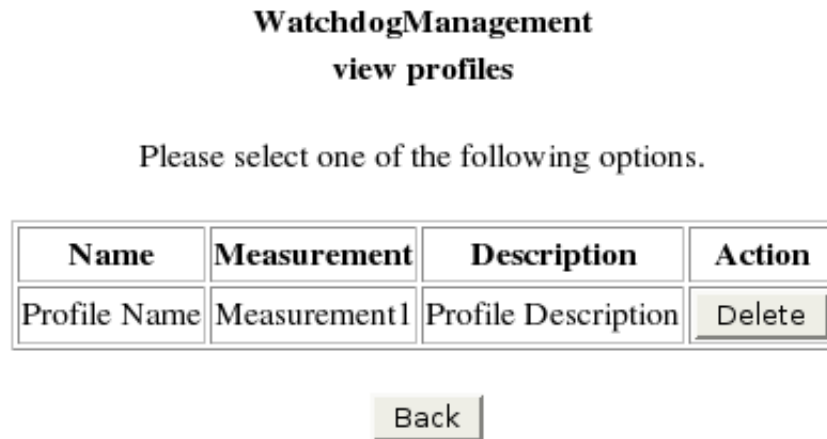 WatchdogManagement
view profiles
Please select one of the following options.
Name Measurement Description Action
Profile Name Measurement1 Profile Description Delete
Back